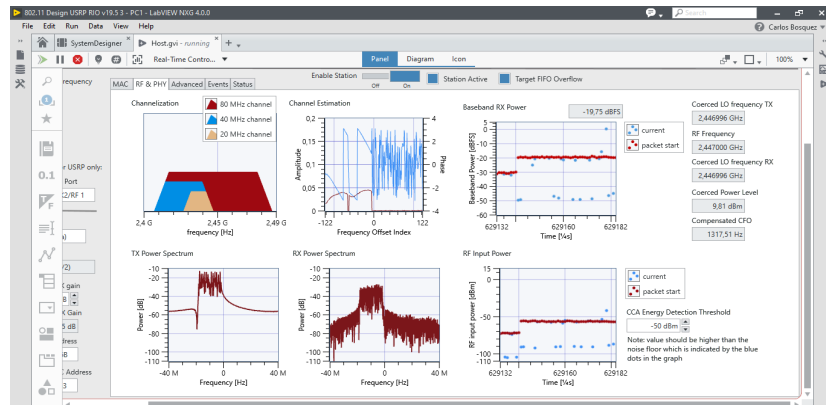 802.11 Design USRP RIO v19.5 3 - PC1 - LabVIEW NXG 4.0.0
Search
File Edit Run Data View Help
Carlos Bosquez
SystemDesigner
Host.gvi - running
Real-Time Contro...
Panel Diagram Icon
100%
requency
MAC RF & PHY Advanced Events Status
Enable Station
Off On
Station Active
Target FIFO Overflow
Channelization
80 MHz channel
40 MHz channel
20 MHz channel
2,4 G 2,45 G 2,49 G
frequency [Hz]
Channel Estimation
0,2
0,15
0,1
0,05
0
Amplitude
4
2
0
-2
-4
Phase
-122 0 122
Frequency Offset Index
Baseband RX Power
-19,75 dBFS
current
packet start
Baseband Power [dBFS]
5
-10
-20
-30
-40
-50
-60
629132 629160 629182
Time [¼s]
Coerced LO frequency TX
2,446996 GHz
RF Frequency
2,447000 GHz
Coerced LO frequency RX
2,446996 GHz
Coerced Power Level
9,81 dBm
Compensated CFO
1317,51 Hz
r USRP only:
Port
2/RF 1
0.1
/2)
gain
8
X Gain
5 dB
dress
Address
3
TX Power Spectrum
-10
-20
-40
-60
-80
-100
-110
Power [dB]
-40 M 0 40 M
Frequency [Hz]
RX Power Spectrum
-10
-20
-40
-60
-80
-100
-110
Power [dB]
-40 M 0 40 M
Frequency [Hz]
RF Input Power
current
packet start
15
0
-50
-100
-110
RF input power [dBm]
629132 629160 629182
Time [¼s]
CCA Energy Detection Threshold
-50 dBm
Note: value should be higher than the
noise floor which is indicated by the blue
dots in the graph